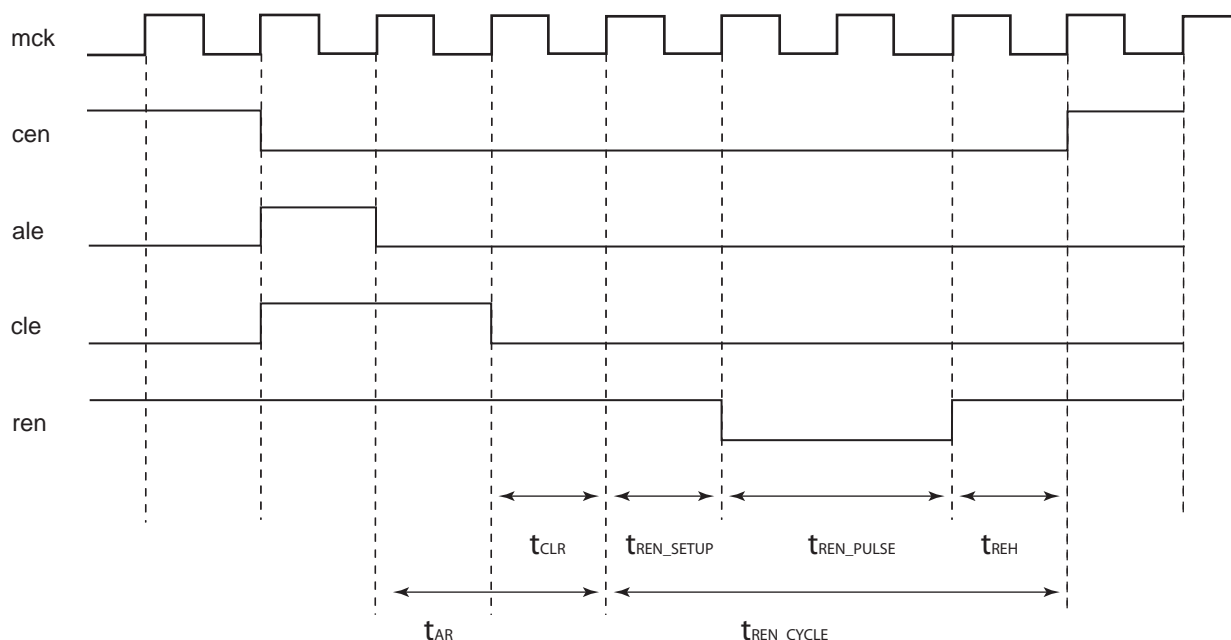 mck
cen
ale
cle
ren
tCLR tREN_SETUP tREN_PULSE tREH
tAR tREN_CYCLE